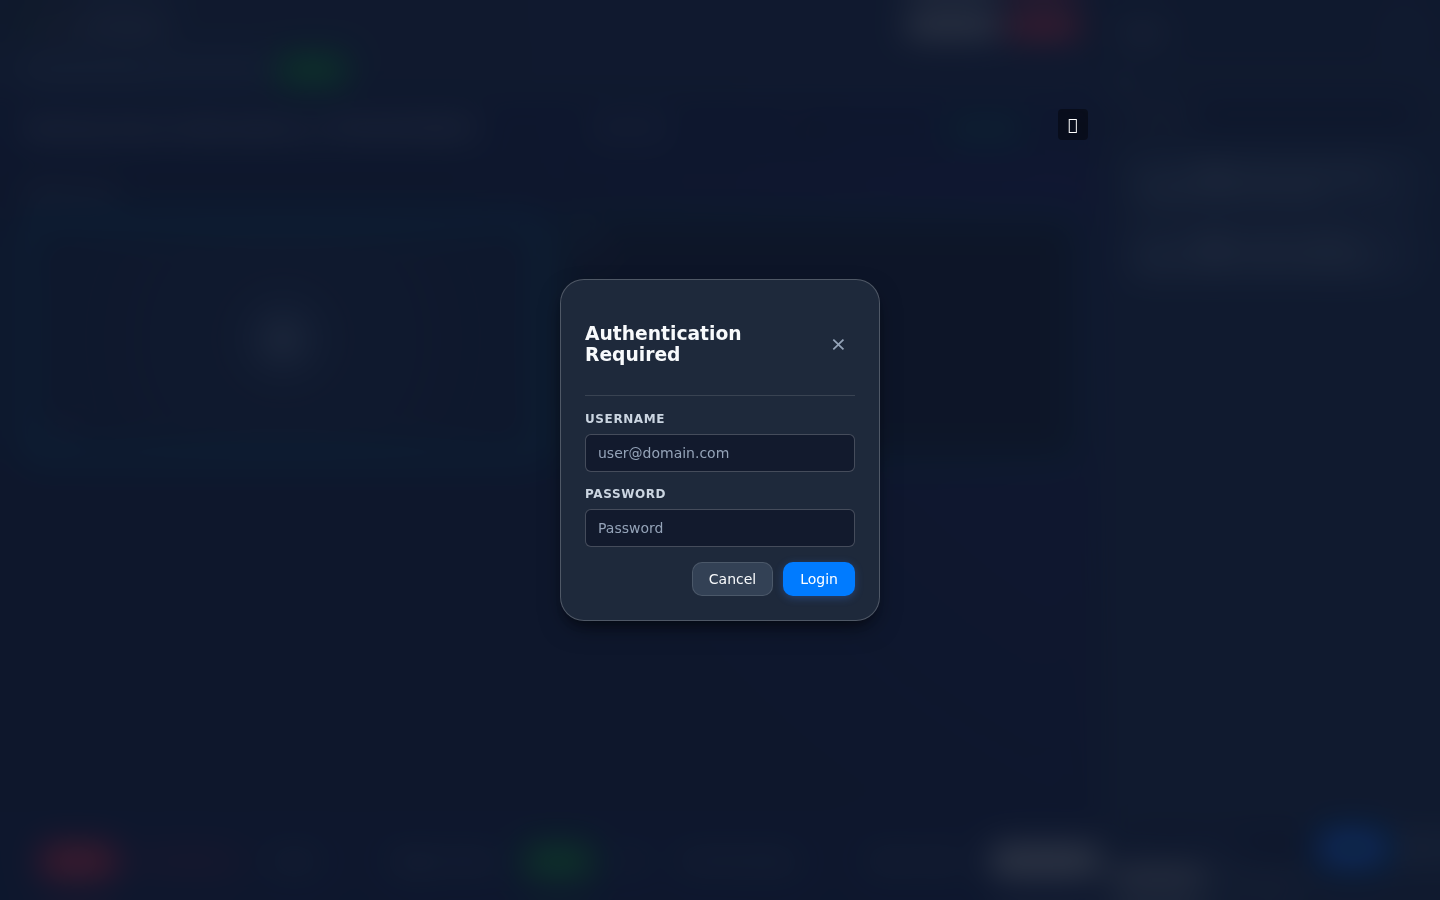 Authentication
Required
×
USERNAME
user@domain.com
PASSWORD
Password
Cancel
Login